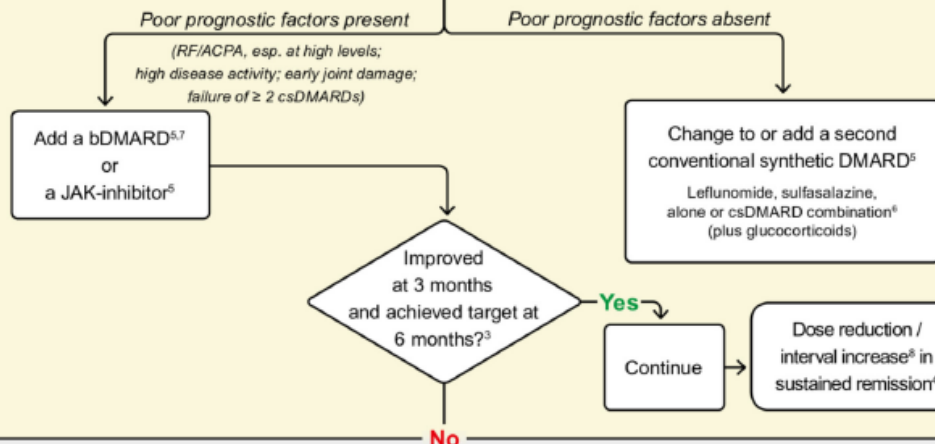 Poor prognostic factors present
Poor prognostic factors absent
(RF/ACPA, esp. at high levels;
high disease activity; early joint damage;
failure of ≥ 2 csDMARDs)
Add a bDMARD⁵,⁷
or
a JAK-inhibitor⁵
Change to or add a second
conventional synthetic DMARD⁵
Leflunomide, sulfasalazine,
alone or csDMARD combination⁶
(plus glucocorticoids)
Improved
at 3 months
and achieved target at
6 months?³
Yes
Continue
Dose reduction /
interval increase⁸ in
sustained remission
No